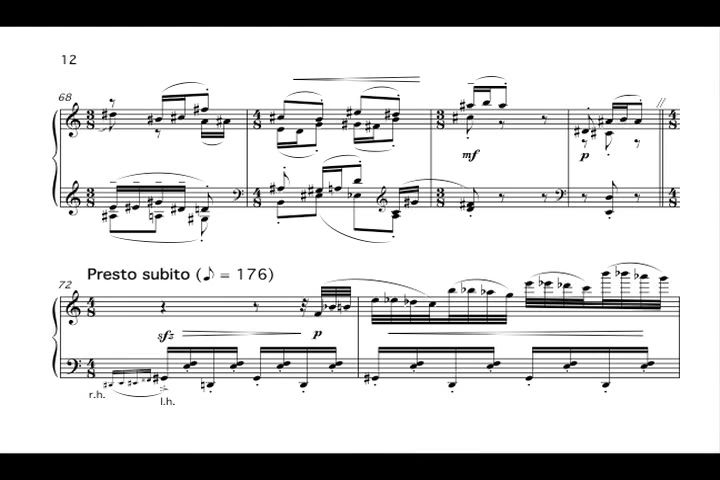 12
68
mf
p
72
Presto subito (♪ = 176)
sfz
p
r.h.
l.h.